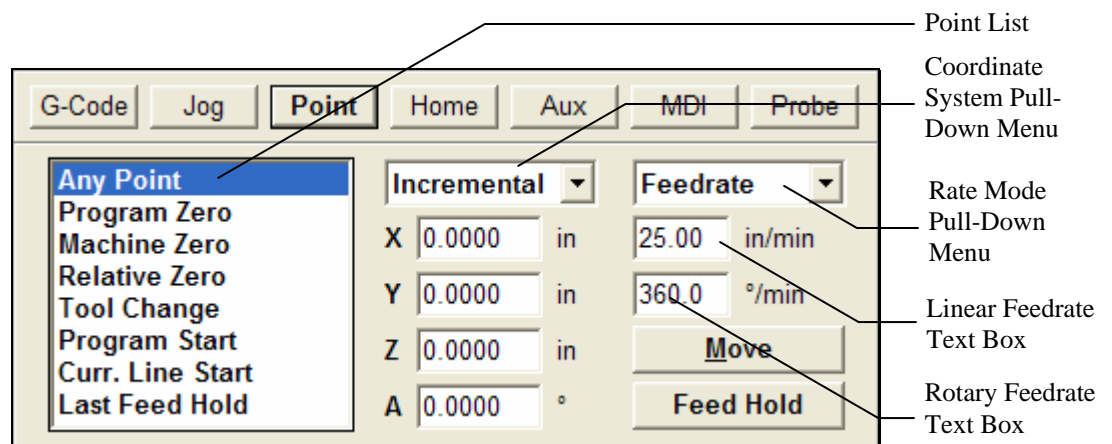 Point List
Coordinate
System Pull-
Down Menu
G-Code Jog Point Home Aux MDI Probe
Any Point
Program Zero
Machine Zero
Relative Zero
Tool Change
Program Start
Curr. Line Start
Last Feed Hold
Incremental
X 0.0000 in
Y 0.0000 in
Z 0.0000 in
A 0.0000 °
Feedrate
25.00 in/min
360.0 °/min
Move
Feed Hold
Rate Mode
Pull-Down
Menu
Linear Feedrate
Text Box
Rotary Feedrate
Text Box